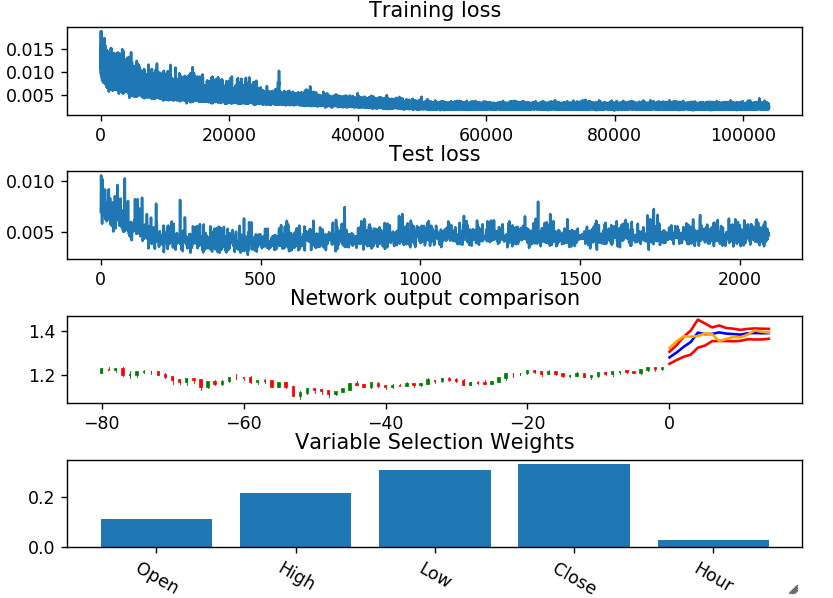 Training loss
0.015
0.010
0.005
0 20000 40000 60000 80000 100000
Test loss
0.010
0.005
0 500 1000 1500 2000
Network output comparison
1.4
1.2
−80 −60 −40 −20 0
Variable Selection Weights
0.2
0.0
Open High Low Close Hour